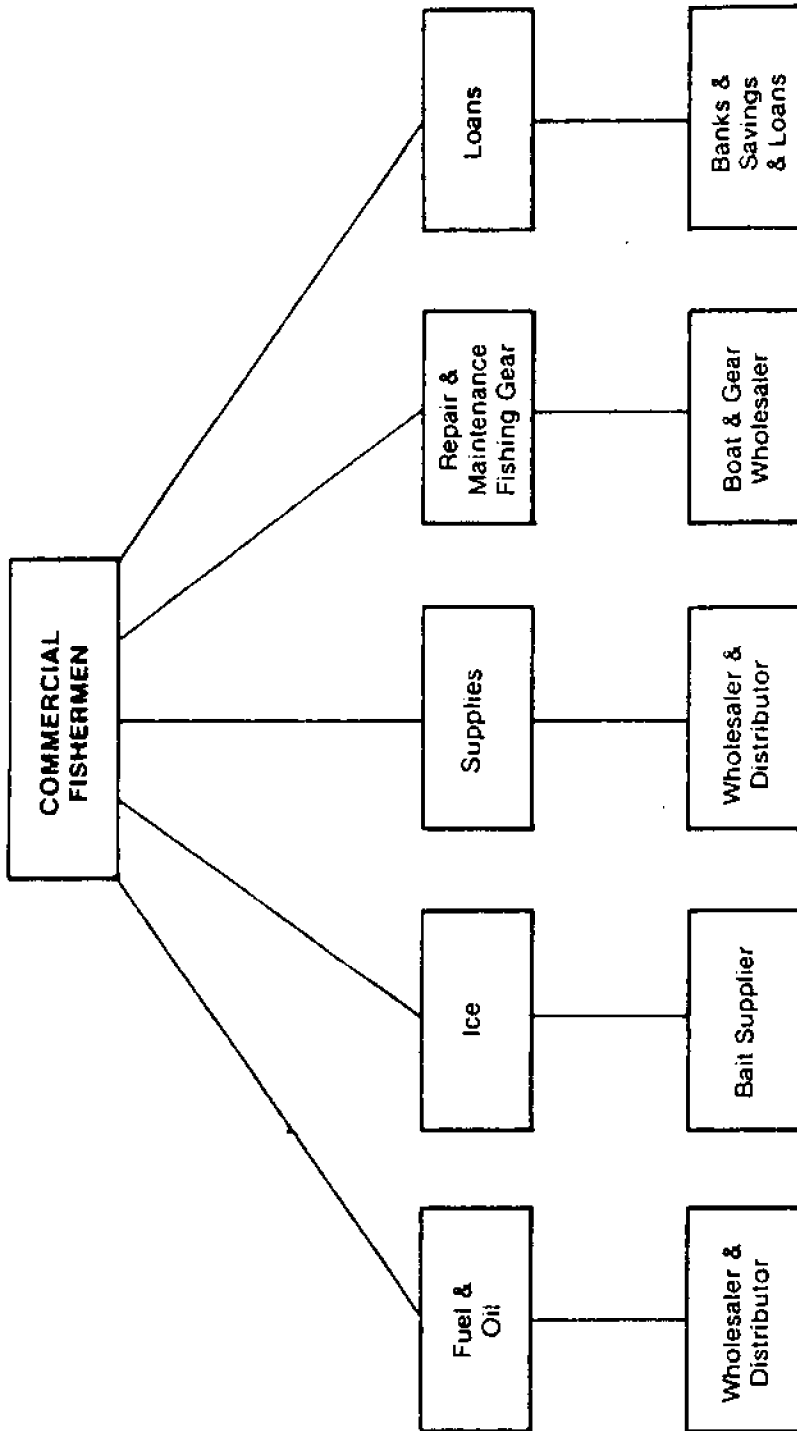 COMMERCIAL
FISHERMEN
Fuel &
Oil
Ice
Supplies
Repair &
Maintenance
Fishing Gear
Loans
Wholesaler &
Distributor
Bait Supplier
Wholesaler &
Distributor
Boat & Gear
Wholesaler
Banks &
Savings
& Loans